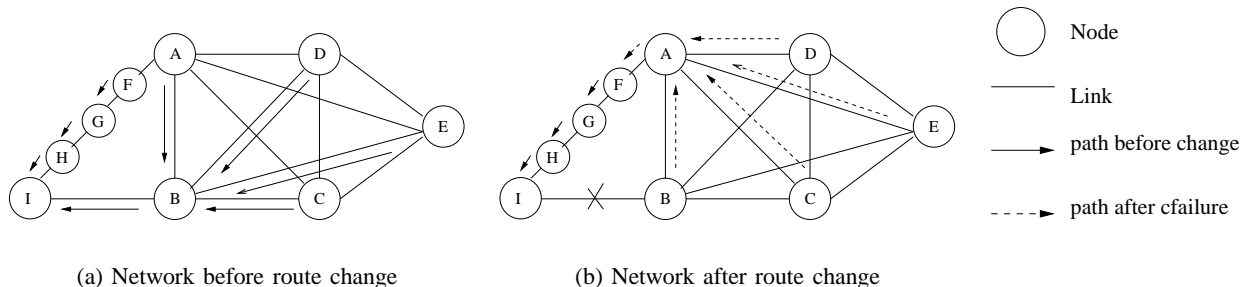 A
D
F
G
E
H
I
B
C
(a) Network before route change
A
D
F
G
E
H
I
B
C
(b) Network after route change
Node
Link
path before change
path after cfailure